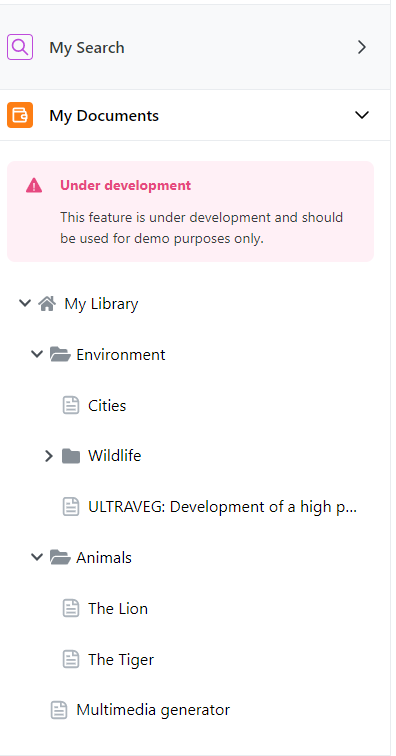 My Search
My Documents
Under development
This feature is under development and should
be used for demo purposes only.
My Library
Environment
Cities
Wildlife
ULTRAVEG: Development of a high p...
Animals
The Lion
The Tiger
Multimedia generator